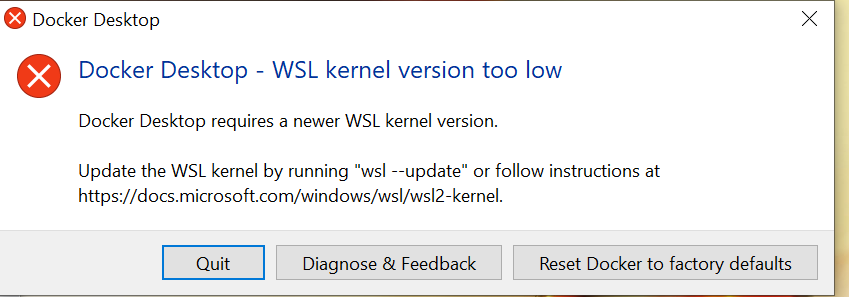 Docker Desktop
Docker Desktop - WSL kernel version too low
Docker Desktop requires a newer WSL kernel version.
Update the WSL kernel by running "wsl --update" or follow instructions at
https://docs.microsoft.com/windows/wsl/wsl2-kernel.
Quit
Diagnose & Feedback
Reset Docker to factory defaults